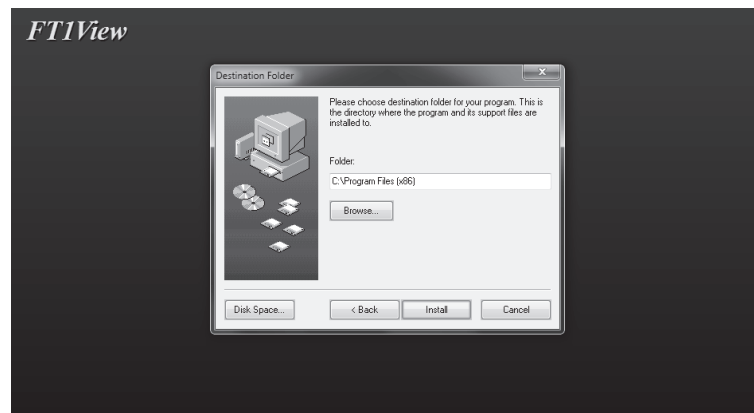 FT1View
Destination Folder
Please choose destination folder for your program. This is
the directory where the program and its support files are
installed to.
Folder:
C:\Program Files (x86)
Browse...
Disk Space...
< Back
Install
Cancel